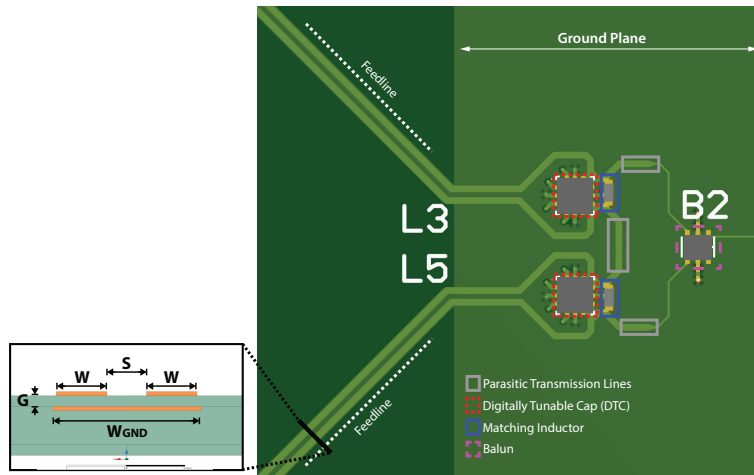 Ground Plane
Feedline
L3
B2
L5
S
W
W
G
WGND
Feedline
Parasitic Transmission Lines
Digitally Tunable Cap (DTC)
Matching Inductor
Balun